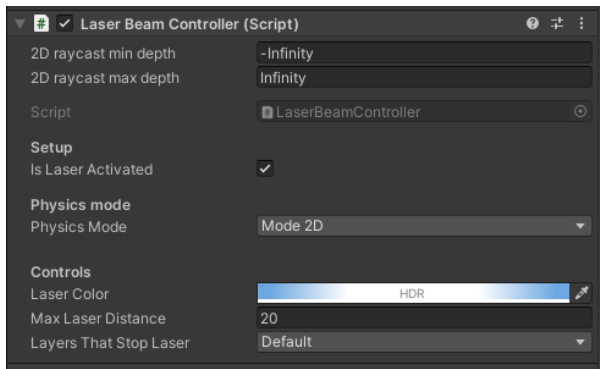 Laser Beam Controller (Script)
2D raycast min depth -Infinity
2D raycast max depth Infinity
Script LaserBeamController
Setup
Is Laser Activated
Physics mode
Physics Mode Mode 2D
Controls
Laser Color HDR
Max Laser Distance 20
Layers That Stop Laser Default